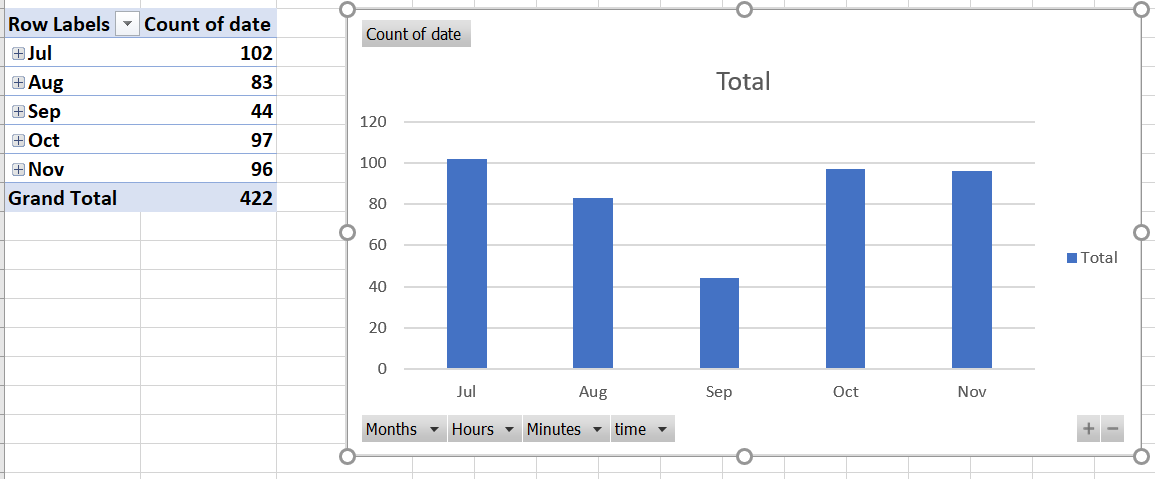 Row Labels Count of date
Jul 102
Aug 83
Sep 44
Oct 97
Nov 96
Grand Total 422
Count of date
Total
120
100
80
60
40
20
0
Jul Aug Sep Oct Nov
Total
Months Hours Minutes time